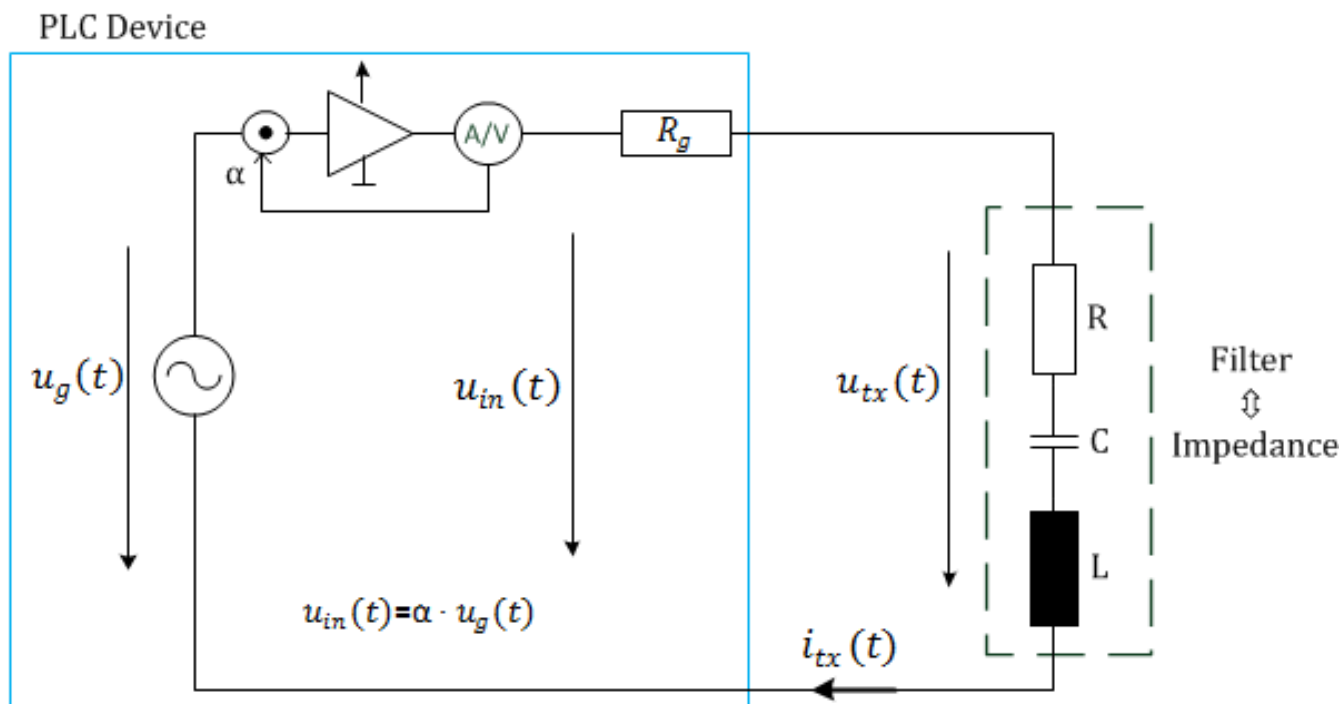 PLC Device
α
A/V
R_g
u_g(t)
u_in(t)
u_tx(t)
R
C
L
Filter
⇕
Impedance
u_in(t)=α · u_g(t)
i_tx(t)